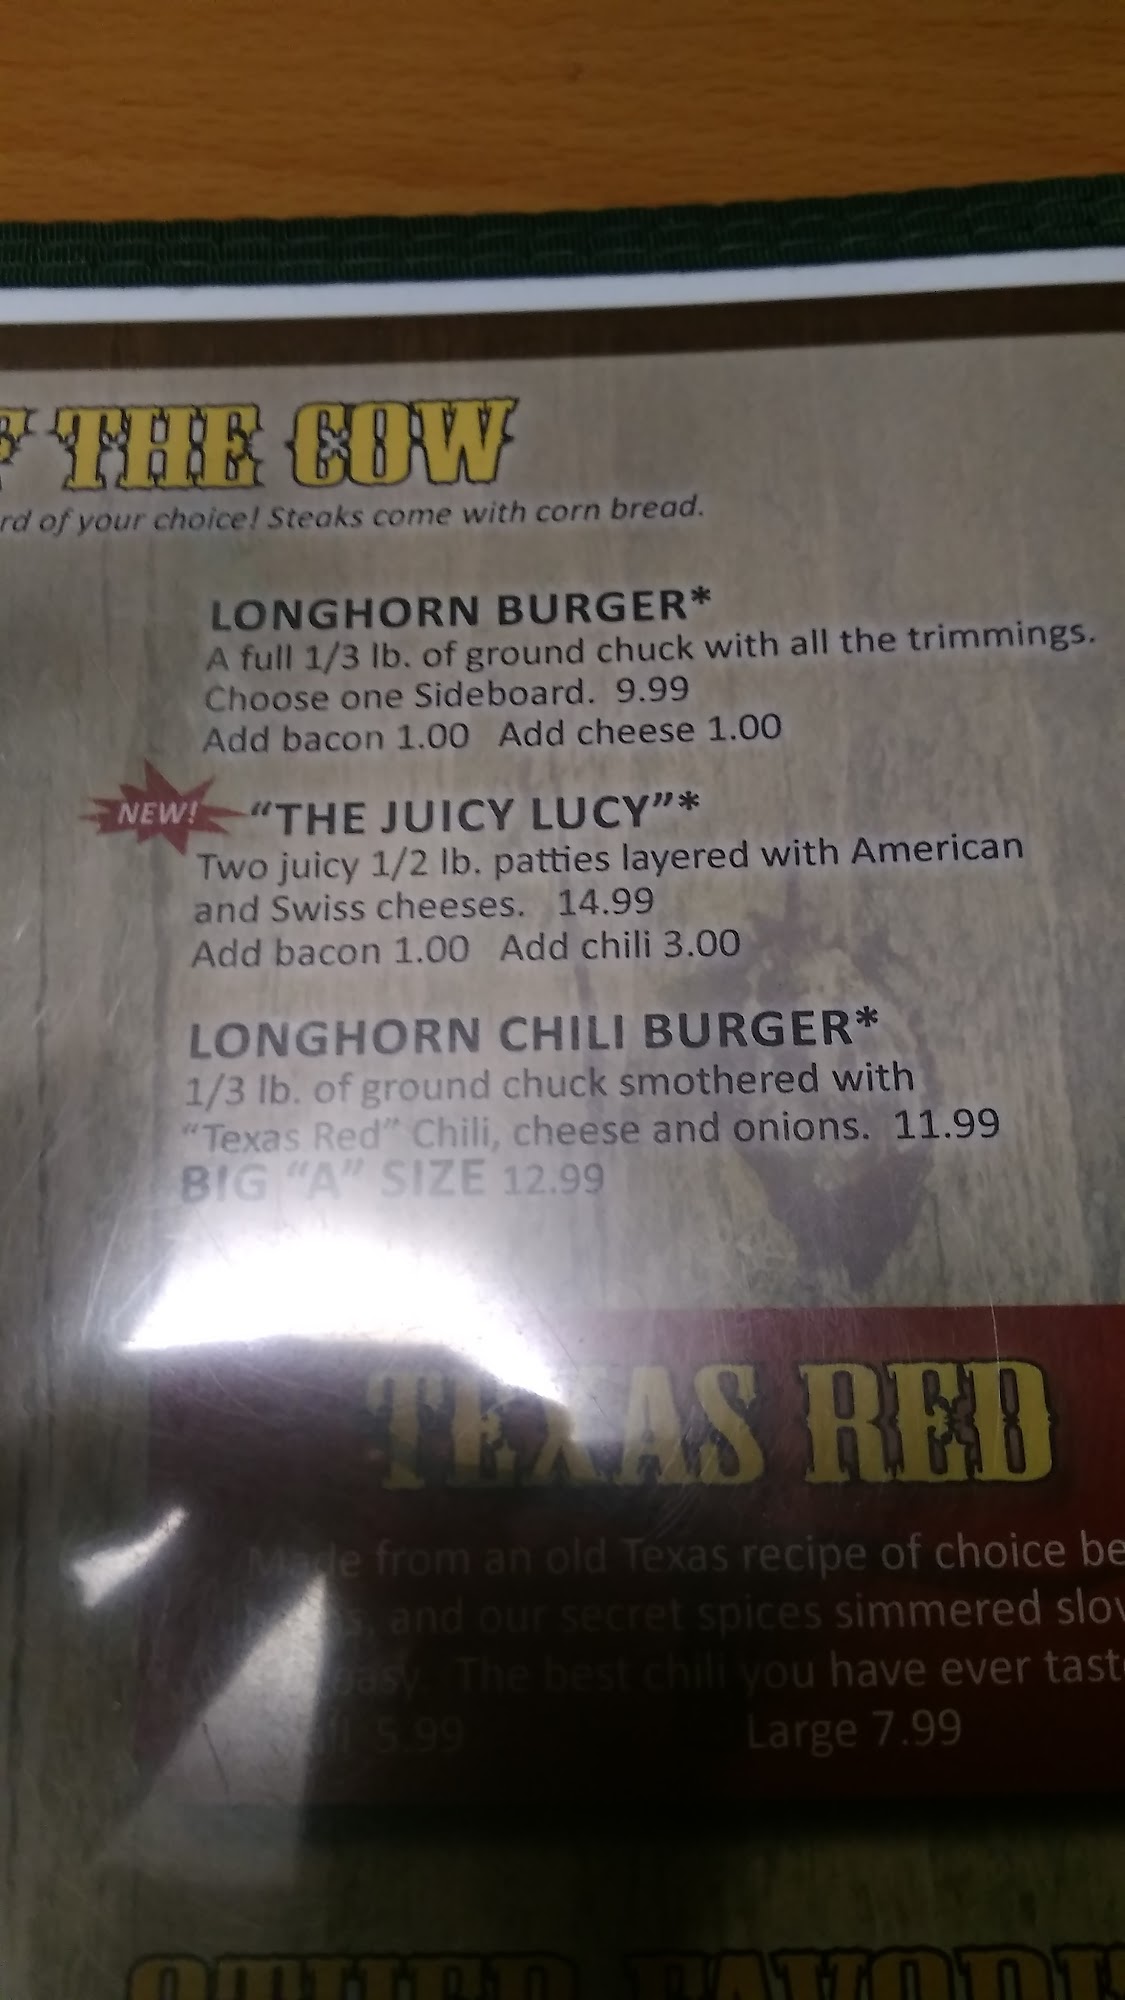 THE COW
of your choice! Steaks come with corn bread.
LONGHORN BURGER*
A full 1/3 lb. of ground chuck with all the trimmings.
Choose one Sideboard. 9.99
Add bacon 1.00 Add cheese 1.00
NEW! "THE JUICY LUCY"*
Two juicy 1/2 lb. patties layered with American
and Swiss cheeses. 14.99
Add bacon 1.00 Add chili 3.00
LONGHORN CHILI BURGER*
1/3 lb. of ground chuck smothered with
"Texas Red" Chili, cheese and onions. 11.99
BIG "A" SIZE 12.99
TEXAS RED
Made from an old Texas recipe of choice
and our secret spices simmered
The best chili you have ever
5.99 Large 7.99
OTHER